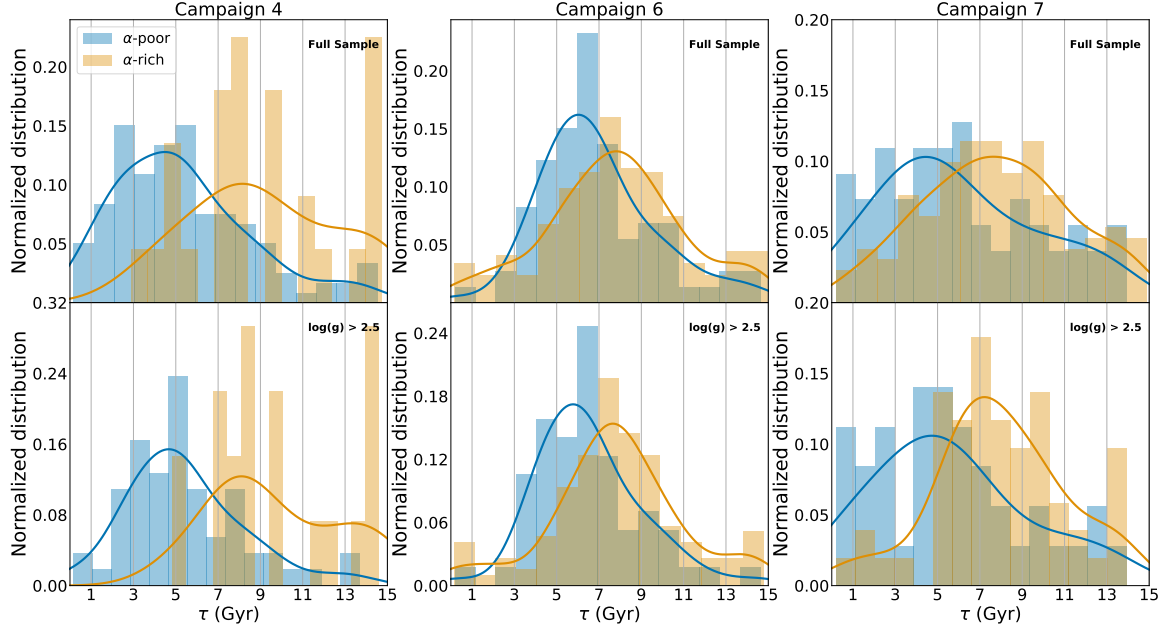 Campaign 4
Campaign 6
Campaign 7
α-poor
α-rich
Full Sample
Full Sample
Full Sample
Normalized distribution
Normalized distribution
Normalized distribution
0.20
0.15
0.10
0.05
0.20
0.15
0.10
0.05
0.20
0.15
0.10
0.05
log(g) > 2.5
log(g) > 2.5
log(g) > 2.5
Normalized distribution
Normalized distribution
Normalized distribution
0.32
0.24
0.16
0.08
0.00
0.24
0.18
0.12
0.06
0.00
0.20
0.15
0.10
0.05
0.00
1 3 5 7 9 11 13 15
1 3 5 7 9 11 13 15
1 3 5 7 9 11 13 15
τ (Gyr)
τ (Gyr)
τ (Gyr)